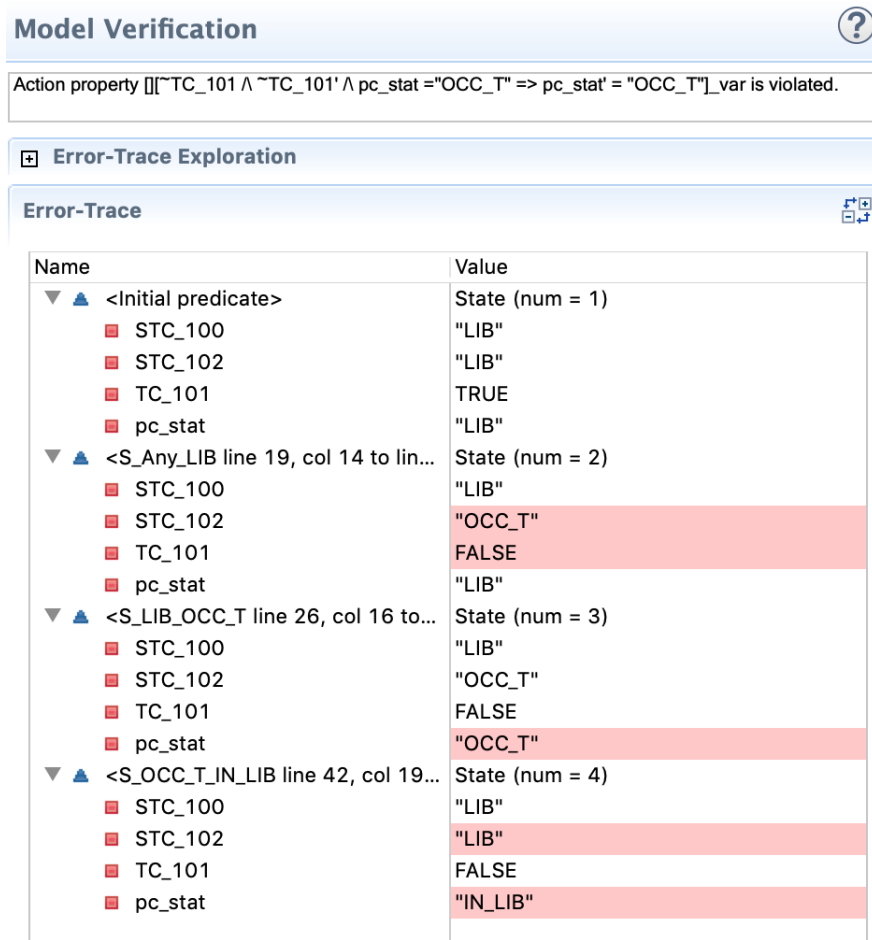 Model Verification
?
Action property [][~TC_101 /\ ~TC_101' /\ pc_stat ="OCC_T" => pc_stat' = "OCC_T"]_var is violated.
Error-Trace Exploration
Error-Trace
Name Value
<Initial predicate> State (num = 1)
STC_100 "LIB"
STC_102 "LIB"
TC_101 TRUE
pc_stat "LIB"
<S_Any_LIB line 19, col 14 to lin... State (num = 2)
STC_100 "LIB"
STC_102 "OCC_T"
TC_101 FALSE
pc_stat "LIB"
<S_LIB_OCC_T line 26, col 16 to... State (num = 3)
STC_100 "LIB"
STC_102 "OCC_T"
TC_101 FALSE
pc_stat "OCC_T"
<S_OCC_T_IN_LIB line 42, col 19... State (num = 4)
STC_100 "LIB"
STC_102 "LIB"
TC_101 FALSE
pc_stat "IN_LIB"